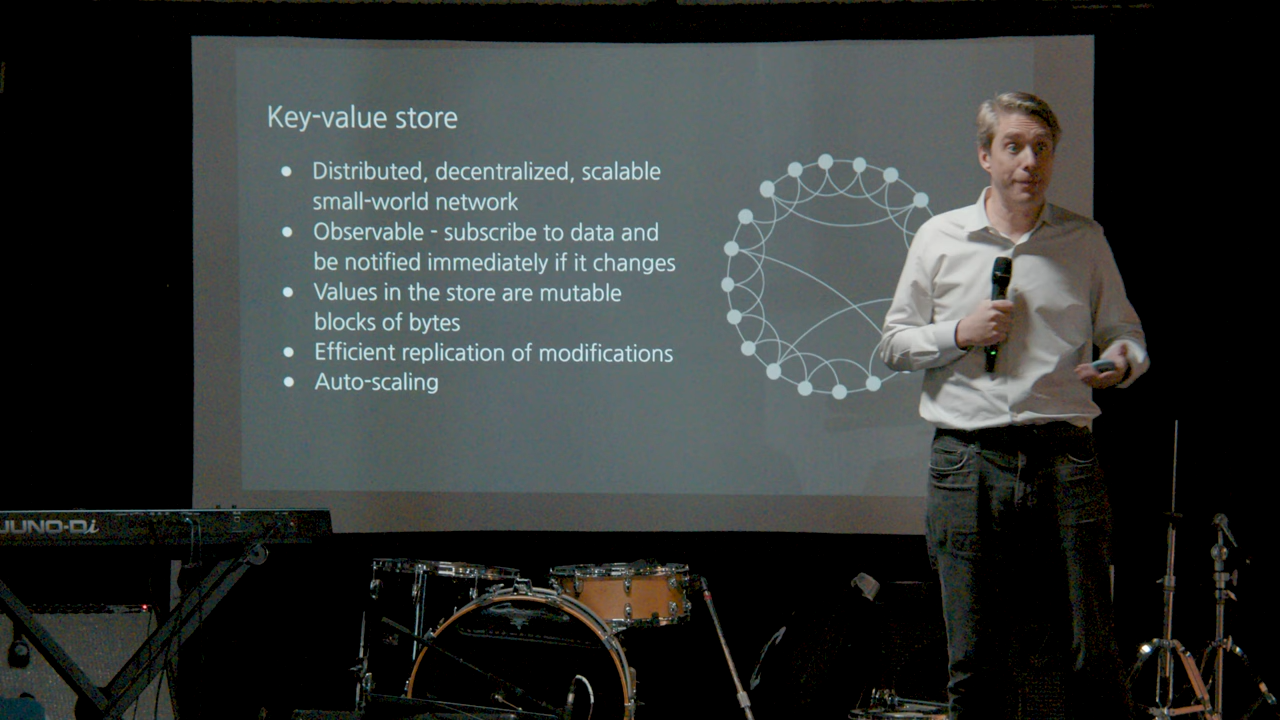 Key-value store
● Distributed, decentralized, scalable
small-world network
● Observable - subscribe to data and
be notified immediately if it changes
● Values in the store are mutable
blocks of bytes
● Efficient replication of modifications
● Auto-scaling
JUNO-Di